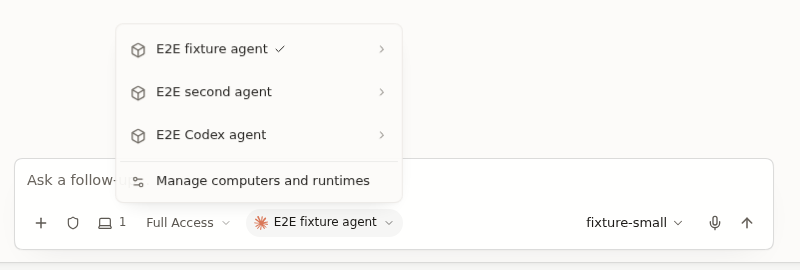 E2E fixture agent
E2E second agent
E2E Codex agent
Manage computers and runtimes
Ask a follow-
1 Full Access E2E fixture agent fixture-small